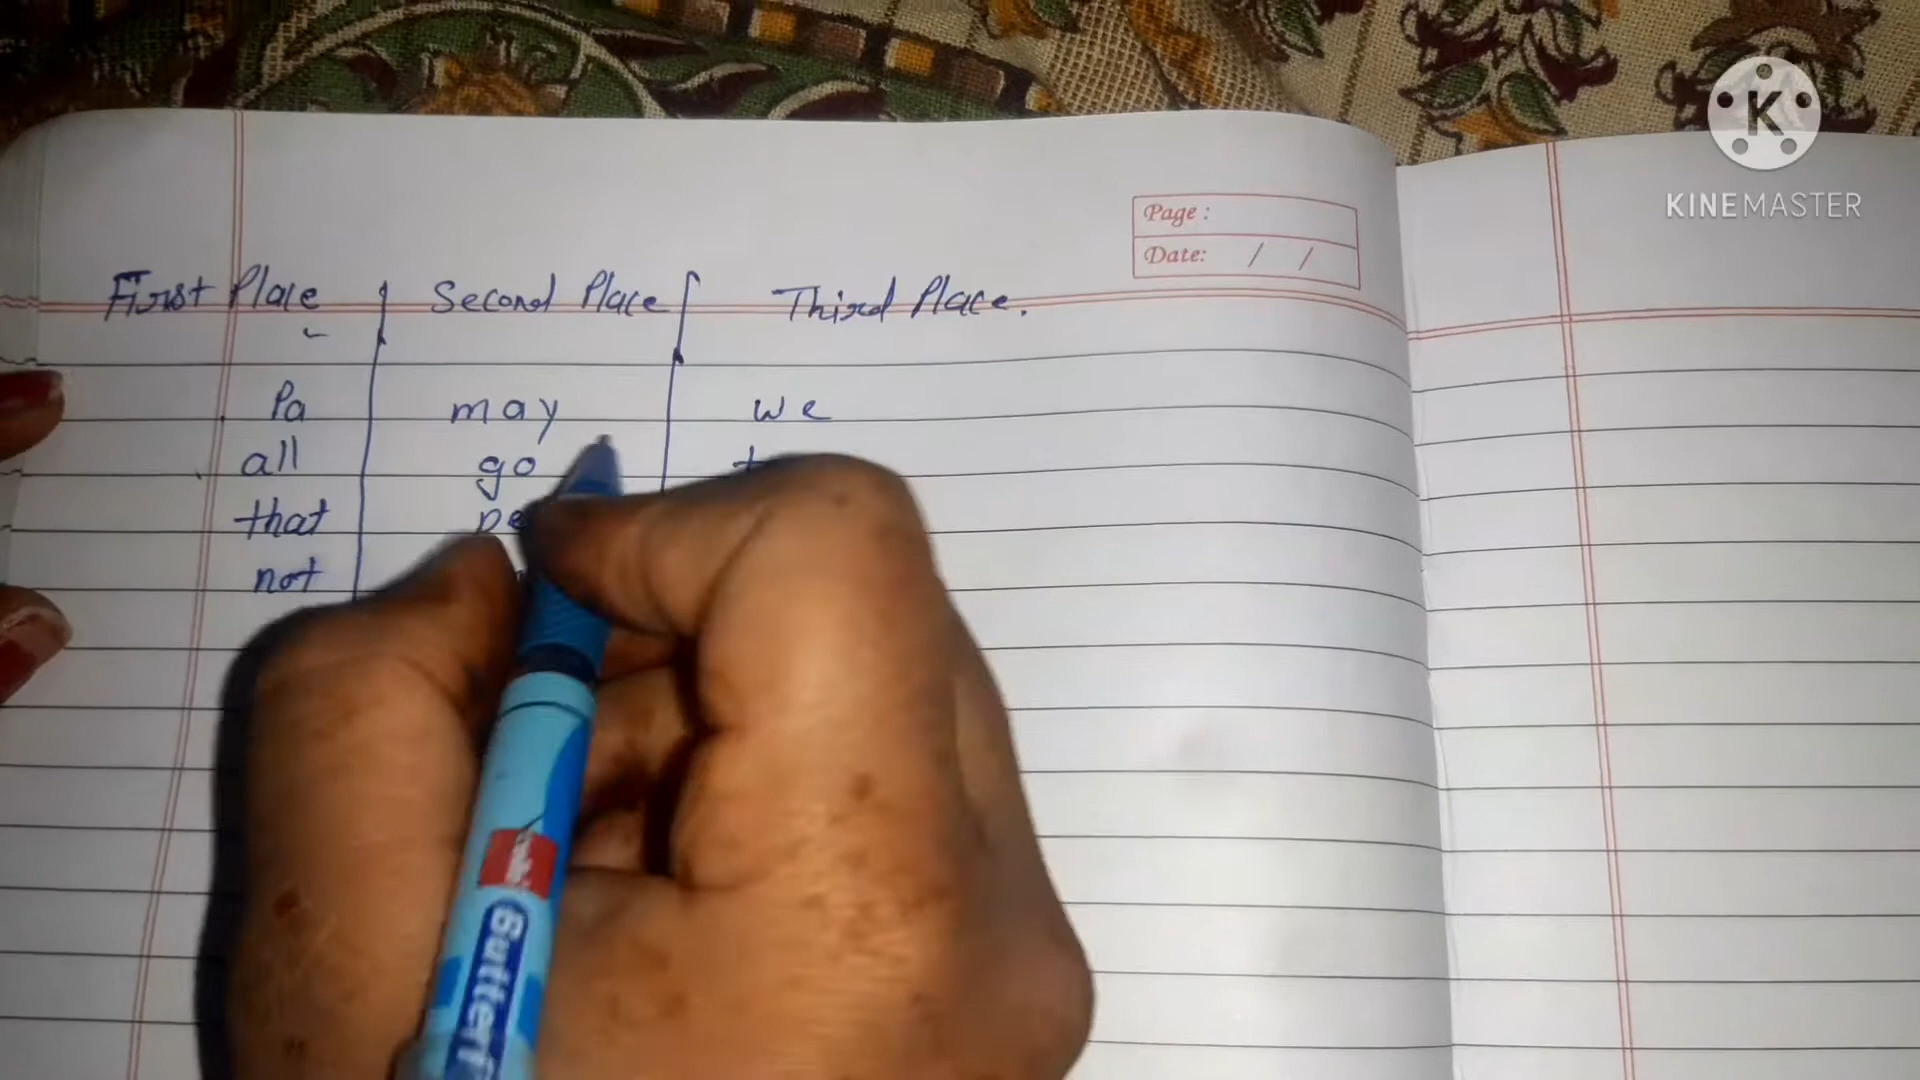 K
KINEMASTER
Page :
Date: / /
First Place Second Place Third Place.
Pa may we
all go
that
not